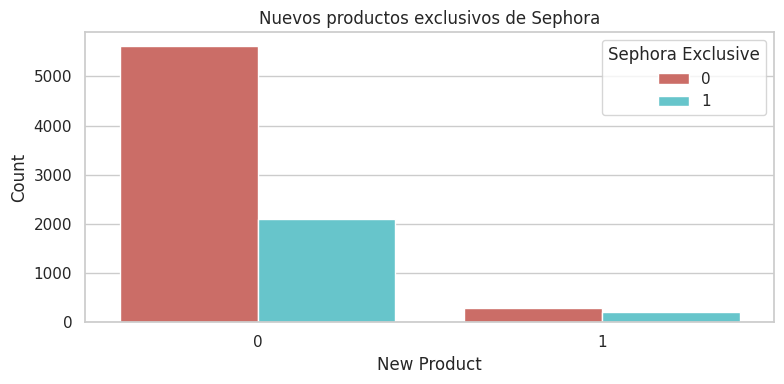 Nuevos productos exclusivos de Sephora
Sephora Exclusive
0
1
Count
5000
4000
3000
2000
1000
0
0
1
New Product